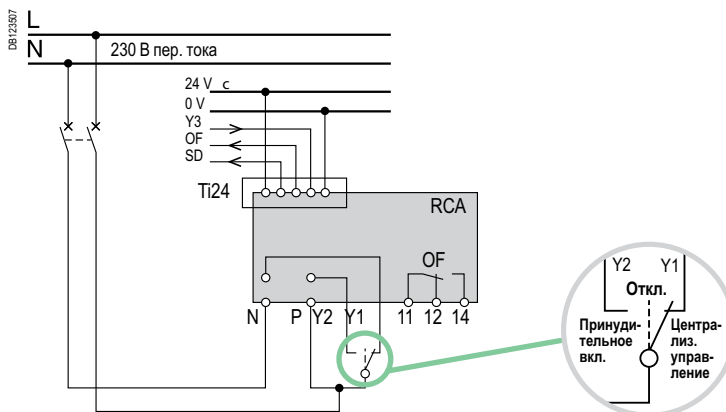 DB123507
L
N
230 В пер. тока
24 V c
0 V
Y3
OF
SD
Ti24
RCA
OF
N P Y2 Y1 11 12 14
Y2 Y1
Откл.
Принуди-
тельное
вкл.
Центра-
лиз.
управ-
ление